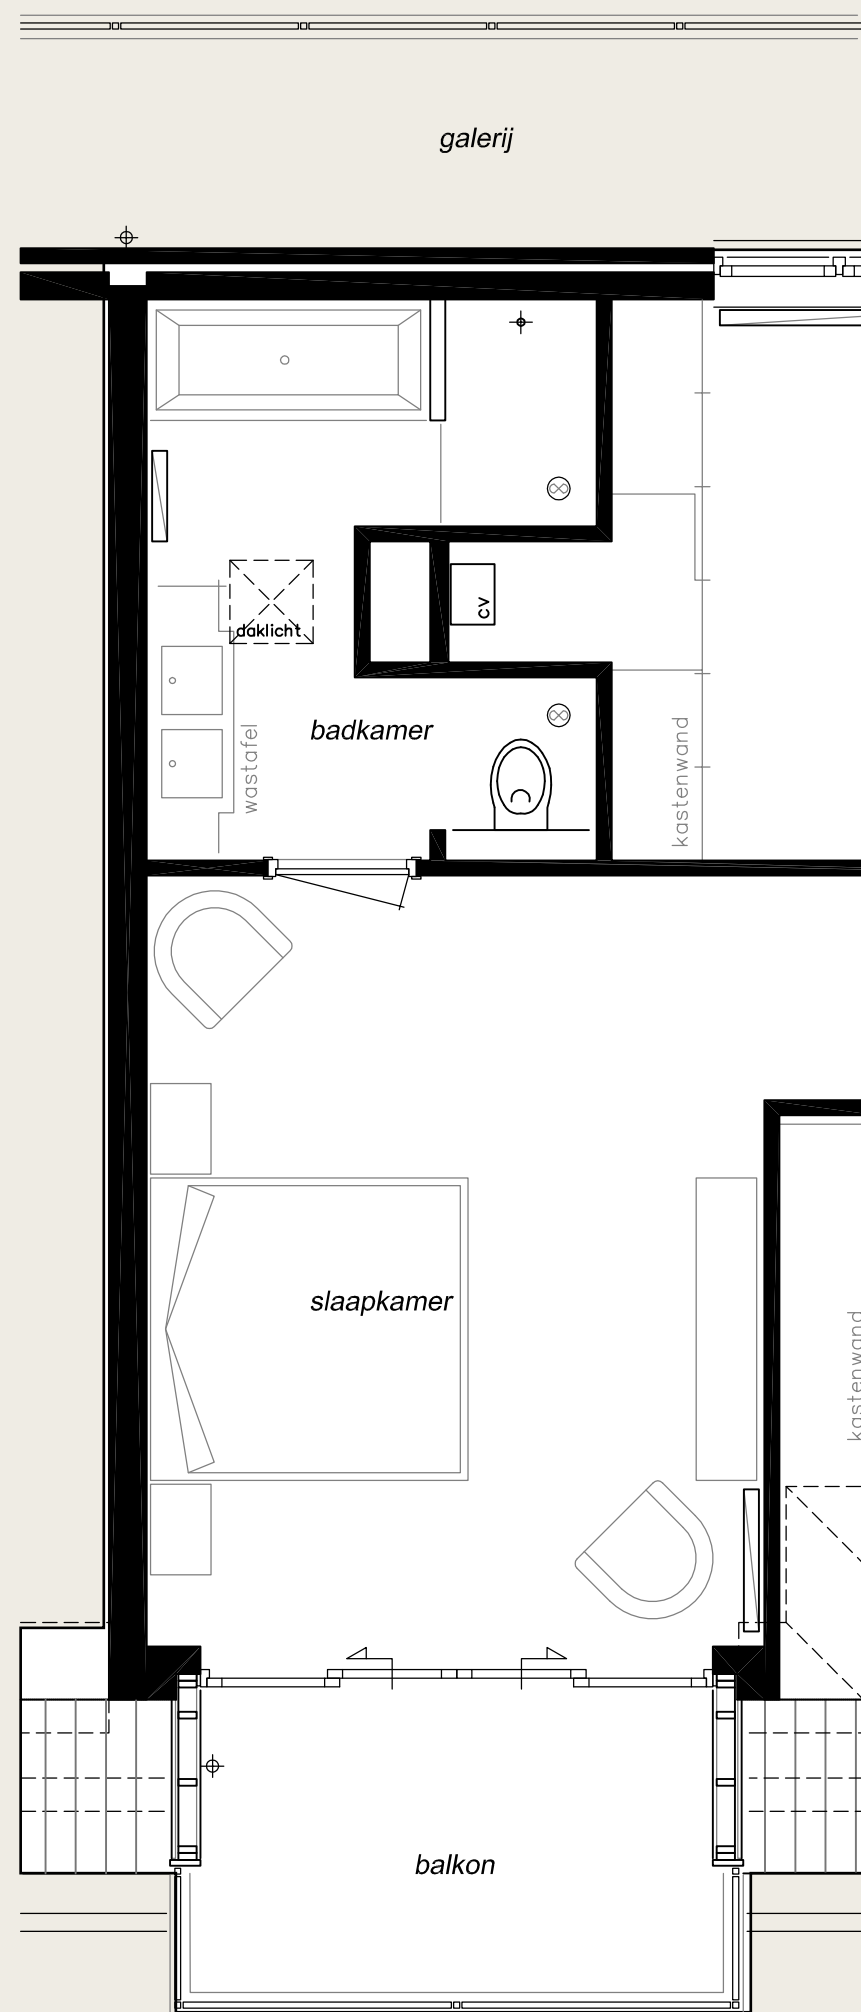 galerij
cv
daklicht
badkamer
wastafel
kastenwand
slaapkamer
kastenwand
balkon